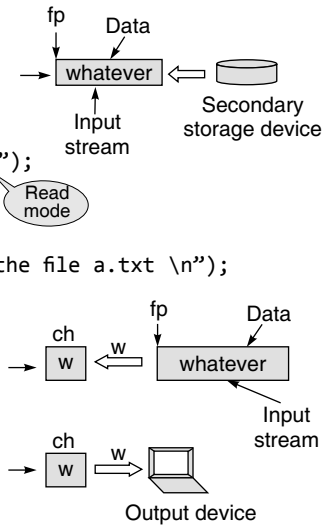 fp
Data
whatever
Input
stream
Secondary
storage device
”);
Read
mode
the file a.txt \n”);
fp
Data
ch
w
w
whatever
Input
stream
ch
w
w
Output device